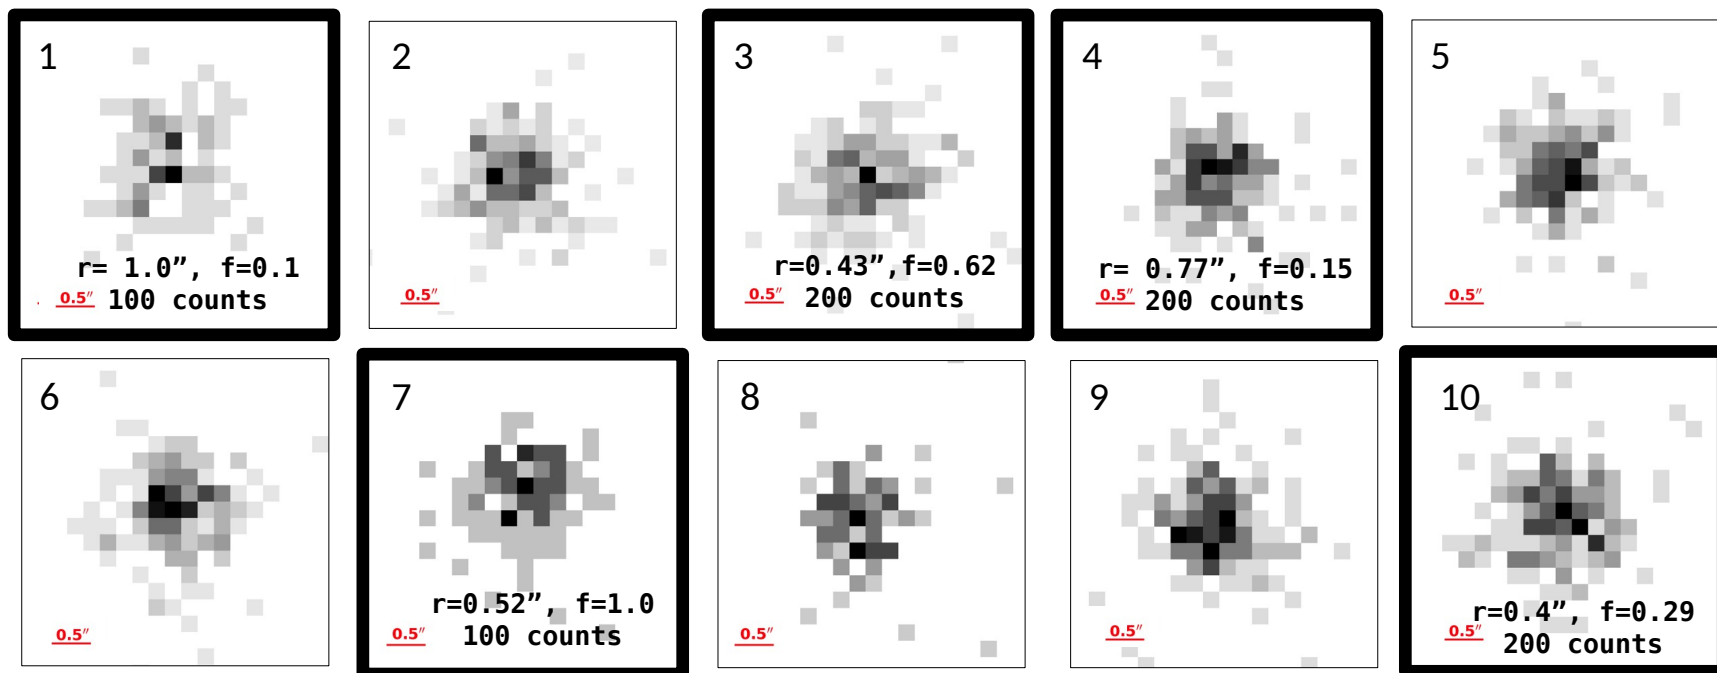 1
r= 1.0”, f=0.1
100 counts
0.5″
2
0.5″
3
r=0.43”,f=0.62
200 counts
0.5″
4
r= 0.77”, f=0.15
200 counts
0.5″
5
0.5″
6
0.5″
7
r=0.52”, f=1.0
100 counts
0.5″
8
0.5″
9
0.5″
10
r=0.4” , f=0.29
200 counts
0.5″